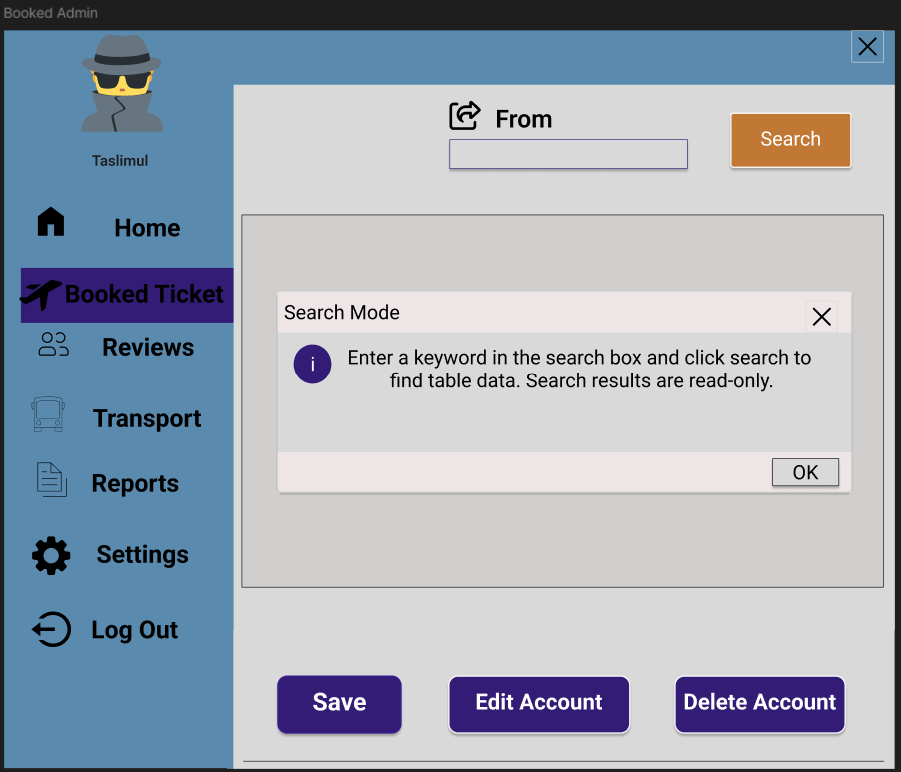 Booked Admin
Taslimul
Home
Booked Ticket
Reviews
Transport
Reports
Settings
Log Out
From
Search
Search Mode
i
Enter a keyword in the search box and click search to
find table data. Search results are read-only.
OK
Save
Edit Account
Delete Account